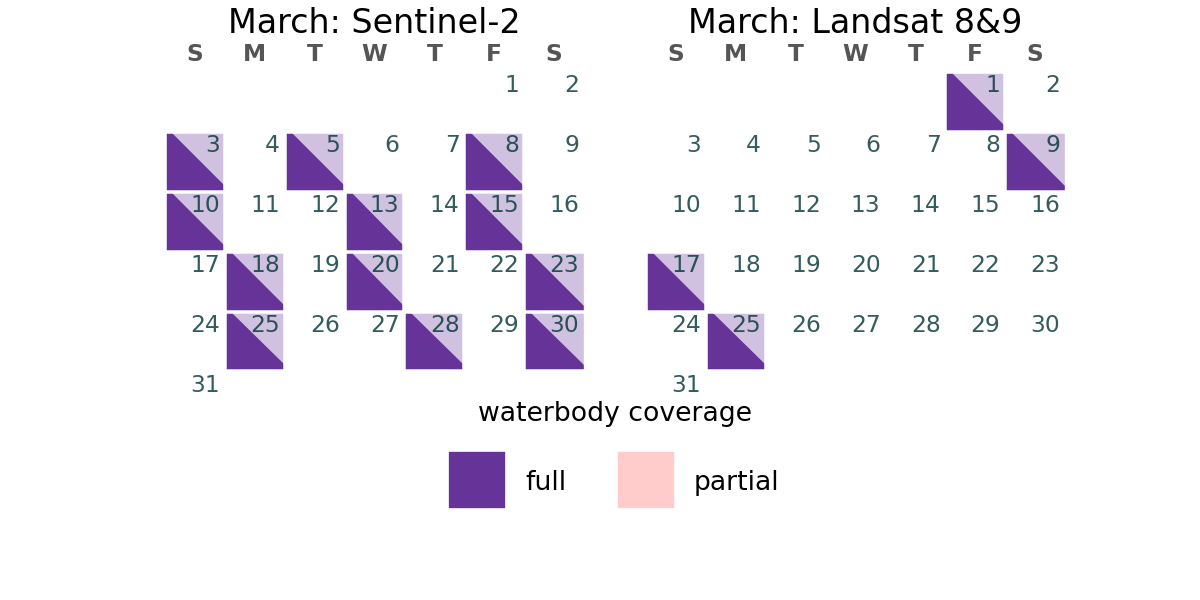 March: Sentinel-2
S M T W T F S
1 2
3 4 5 6 7 8 9
10 11 12 13 14 15 16
17 18 19 20 21 22 23
24 25 26 27 28 29 30
31
March: Landsat 8&9
S M T W T F S
1 2
3 4 5 6 7 8 9
10 11 12 13 14 15 16
17 18 19 20 21 22 23
24 25 26 27 28 29 30
31
waterbody coverage
full
partial